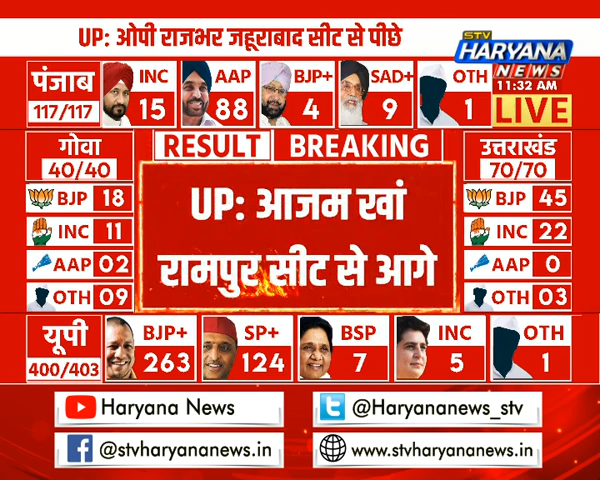 UP: ओपी राजभर जहूराबाद सीट से पीछे
STV
HARYANA
NEWS
11:32 AM
LIVE
पंजाब
117/117
INC
15
AAP
88
BJP+
4
SAD+
9
OTH
1
गोवा
40/40
BJP 18
INC 11
AAP 02
OTH 09
RESULT BREAKING
UP: आजम खां
रामपुर सीट से आगे
उत्तराखंड
70/70
BJP 45
INC 22
AAP 0
OTH 03
यूपी
400/403
BJP+
263
SP+
124
BSP
7
INC
5
OTH
1
Haryana News
@Haryananews_stv
@stvharyananews.in
www.stvharyananews.in